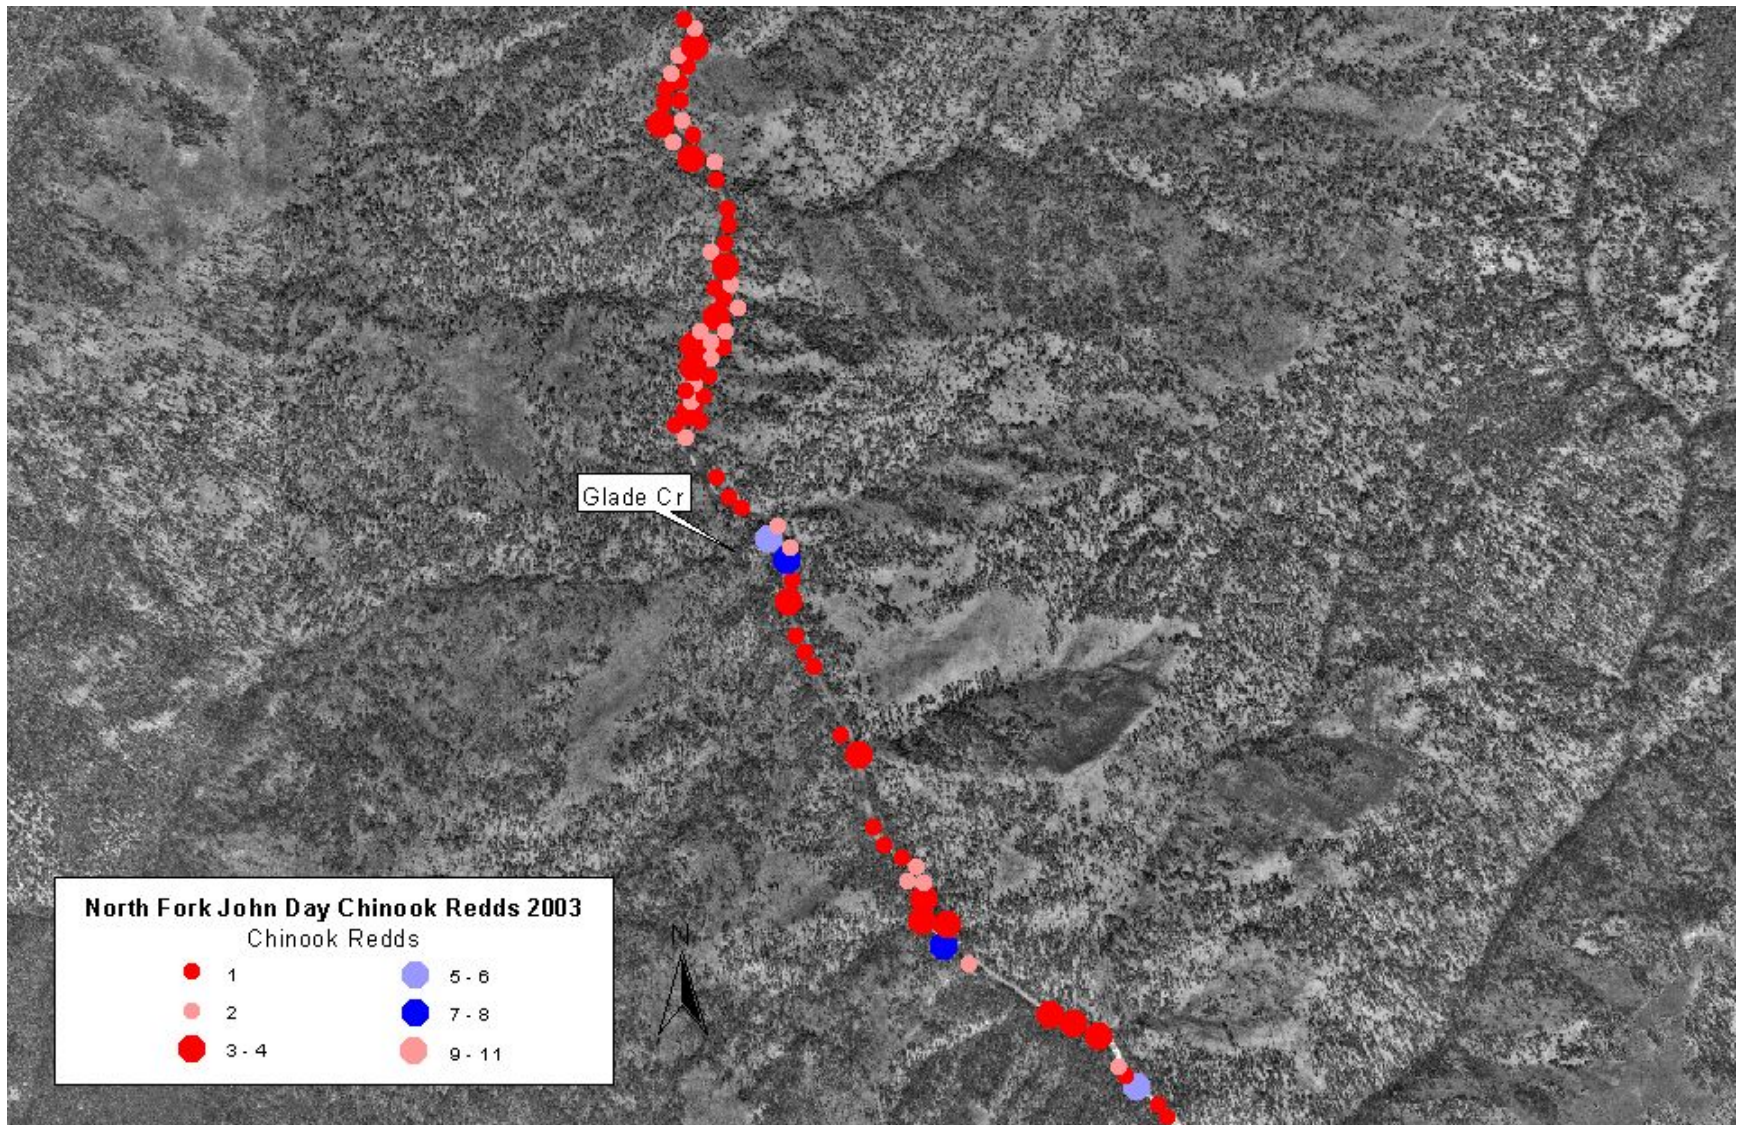 Glade Cr
North Fork John Day Chinook Redds 2003
Chinook Redds
1
5 - 6
2
7 - 8
3 - 4
9 - 11
N